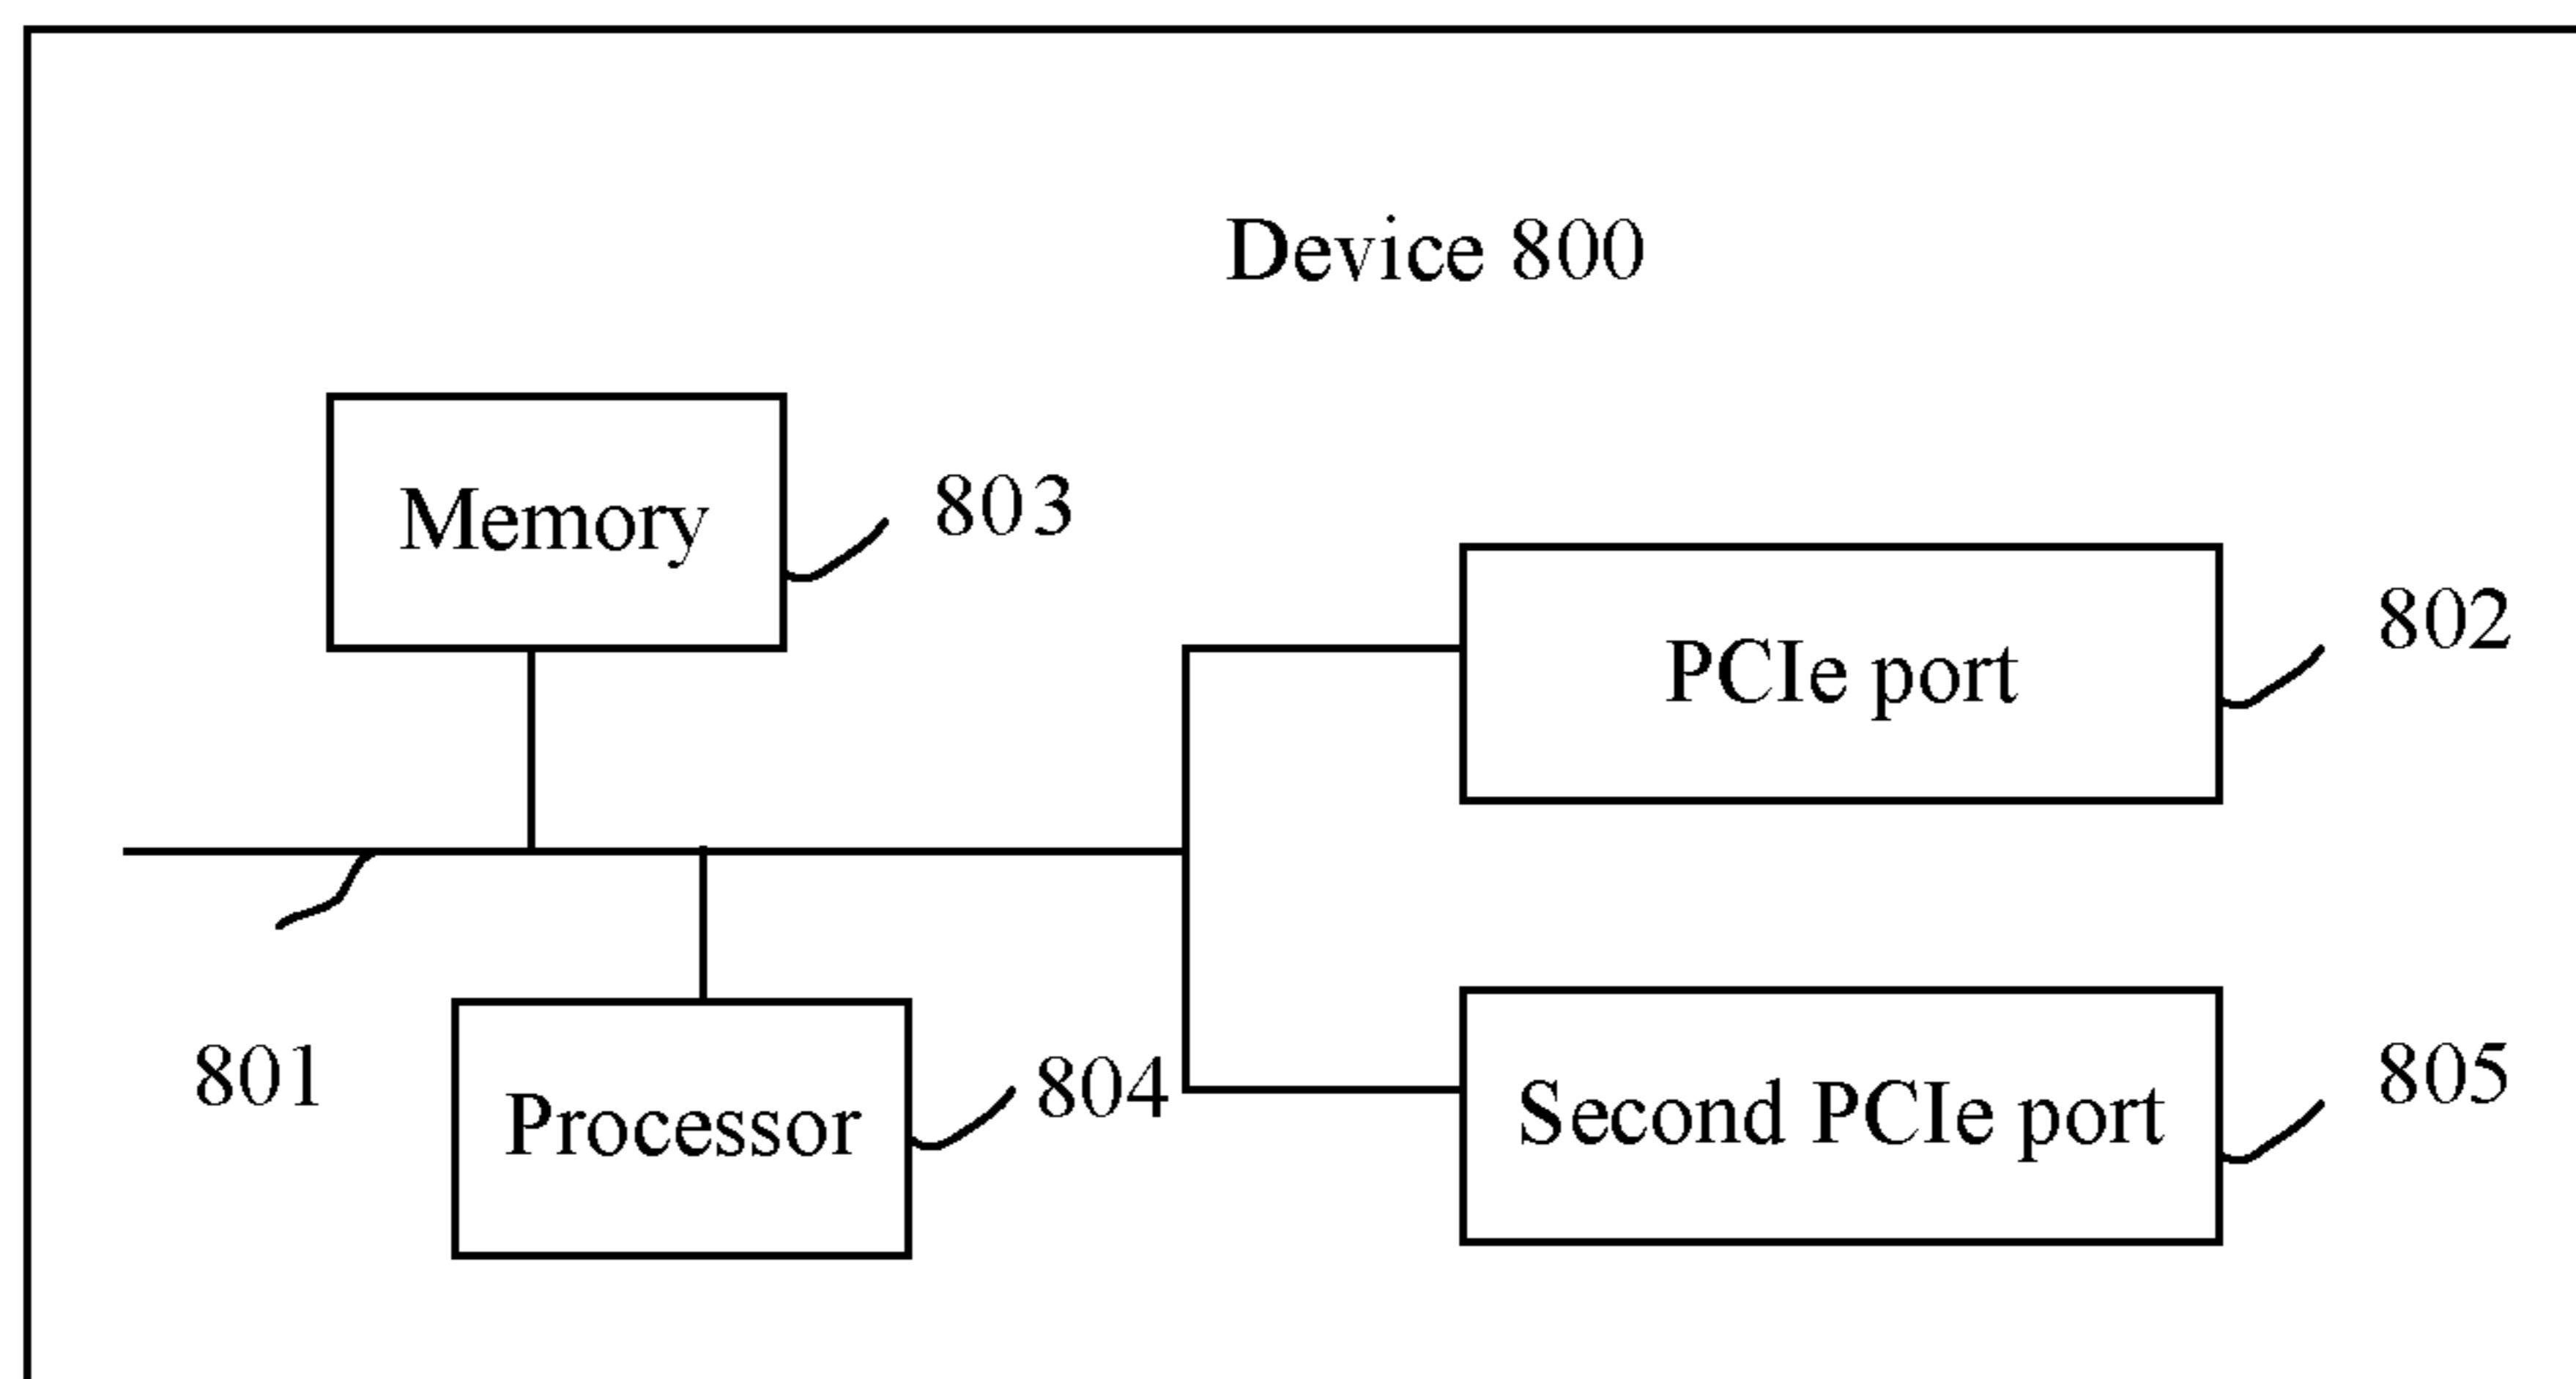 Device 800
Memory
803
PCIe port
802
801
Processor
804
Second PCIe port
805